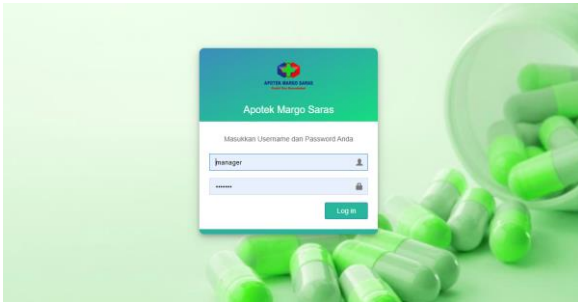 APOTEK MARGO SARAS
Apotek Margo Saras
Masukkan Username dan Password Anda
manager
•••••••
Log in